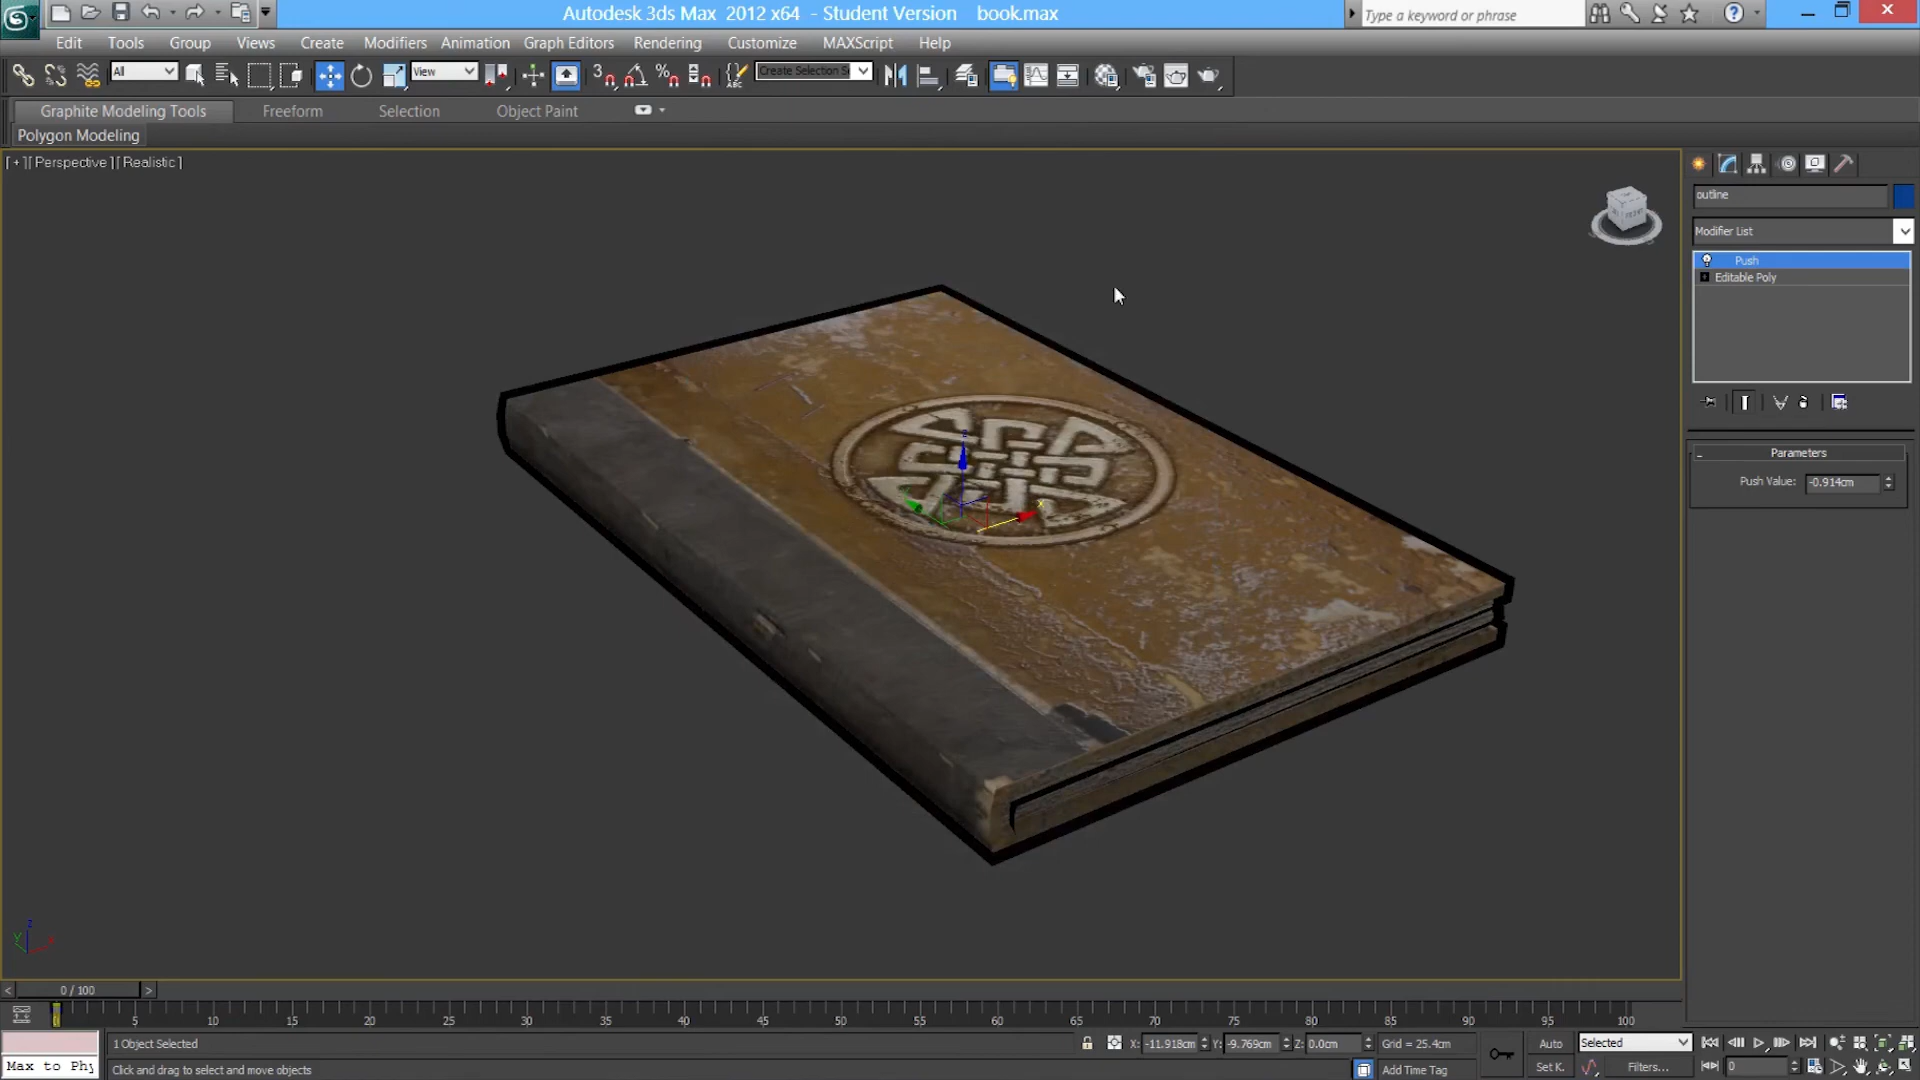 Autodesk 3ds Max 2012 x64 - Student Version book.max
Type a keyword or phrase
Edit Tools Group Views Create Modifiers Animation Graph Editors Rendering Customize MAXScript Help
All
View
Create Selection S
Graphite Modeling Tools Freeform Selection Object Paint
Polygon Modeling
[ + ][ Perspective ][ Realistic ]
outline
Modifier List
Push
Editable Poly
Parameters
Push Value: -0.914cm
0 / 100
5 10 15 20 25 30 35 40 45 50 55 60 65 70 75 80 85 90 95 100
1 Object Selected
X: -11.918cm Y: -9.769cm Z: 0.0cm Grid = 25.4cm
Auto Selected
Max to Phy
Click and drag to select and move objects
Add Time Tag
Set K. Filters... 0